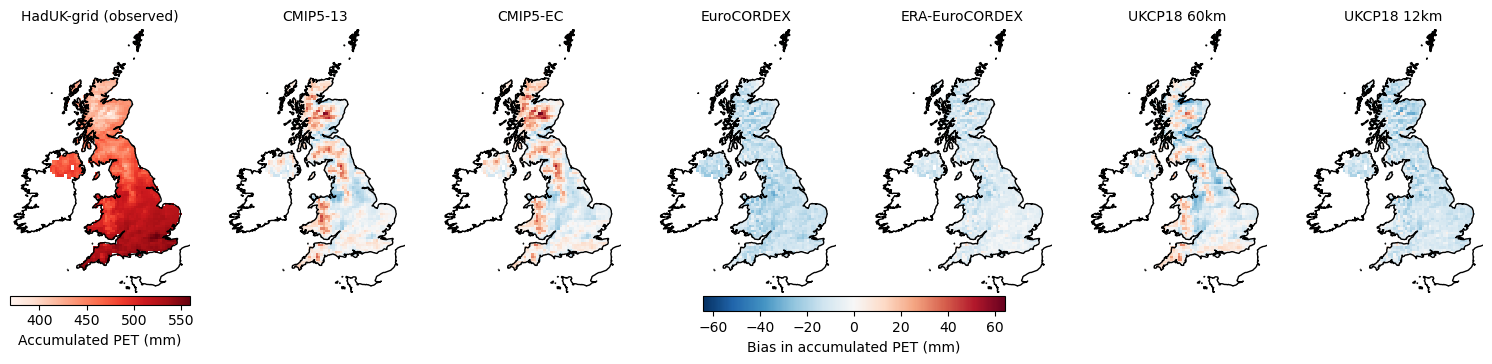 HadUK-grid (observed)
CMIP5-13
CMIP5-EC
EuroCORDEX
ERA-EuroCORDEX
UKCP18 60km
UKCP18 12km
400 450 500 550
Accumulated PET (mm)
−60 −40 −20 0 20 40 60
Bias in accumulated PET (mm)